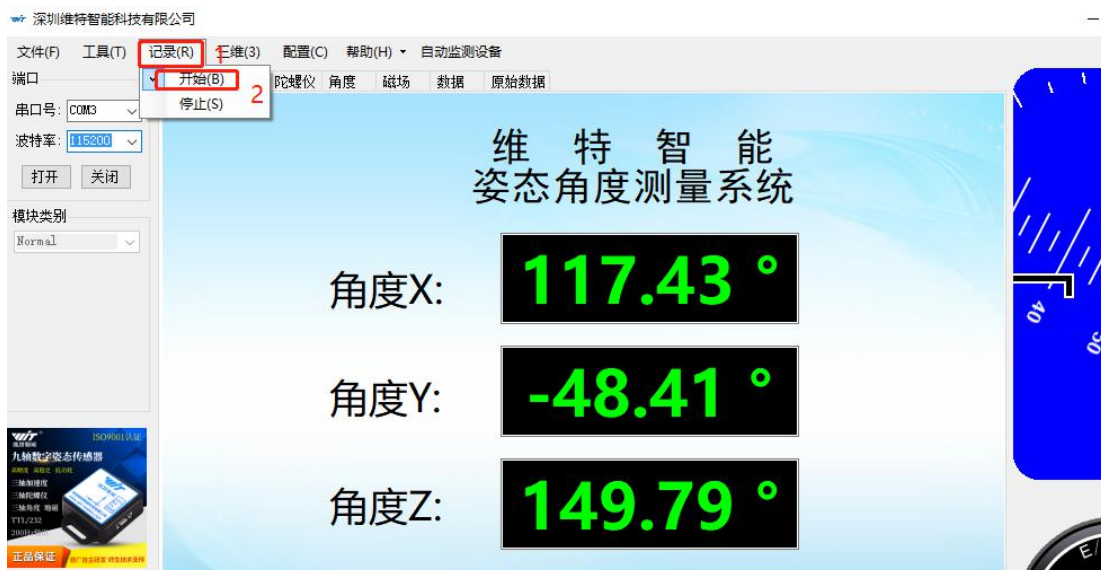 深圳维特智能科技有限公司
文件(F) 工具(T) 记录(R) 三维(3) 配置(C) 帮助(H) 自动监测设备
1
端口
开始(B)
停止(S)
2
陀螺仪 角度 磁场 数据 原始数据
串口号: COM3
波特率: 115200
打开 关闭
模块类别
Normal
维特智能
姿态角度测量系统
角度X: 117.43 °
角度Y: -48.41 °
角度Z: 149.79 °
40
50
ISO9001认证
九轴数字姿态传感器
三轴加速度
三轴陀螺仪
三轴角度 地磁
TTL/232
正品保证
E/